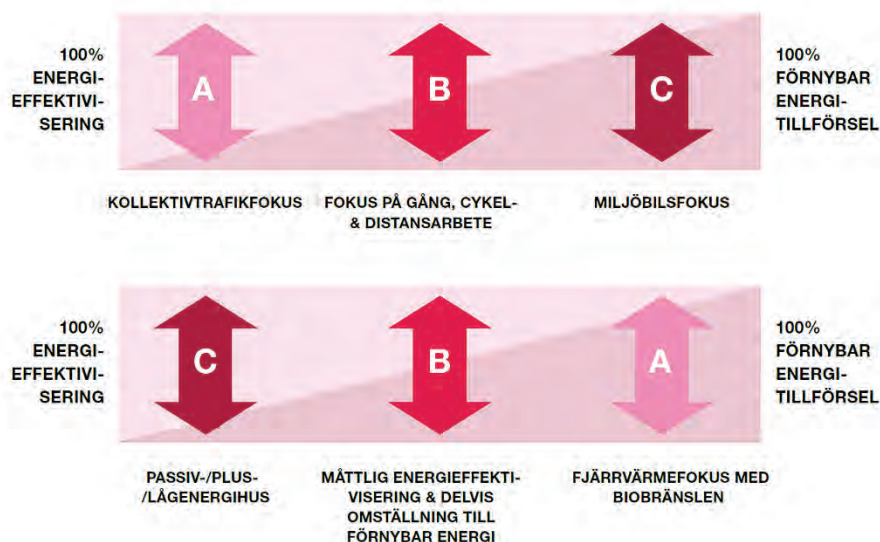 100%
ENERGI-
EFFEKTIVI-
SERING
A
B
C
100%
FÖRNYBAR
ENERGI-
TILLFÖRSEL
KOLLEKTIVTRAFIKFOKUS
FOKUS PÅ GÅNG, CYKEL-
& DISTANSARBETE
MILJÖBILSFOKUS
100%
ENERGI-
EFFEKTIVI-
SERING
C
B
A
100%
FÖRNYBAR
ENERGI-
TILLFÖRSEL
PASSIV-/PLUS-
/LÅGENERGIHUS
MÅTTLIG ENERGIEFFEKTI-
VISERING & DELVIS
OMSTÄLLNING TILL
FÖRNYBAR ENERGI
FJÄRRVÄRMEFOKUS MED
BIOBRÄNSLEN